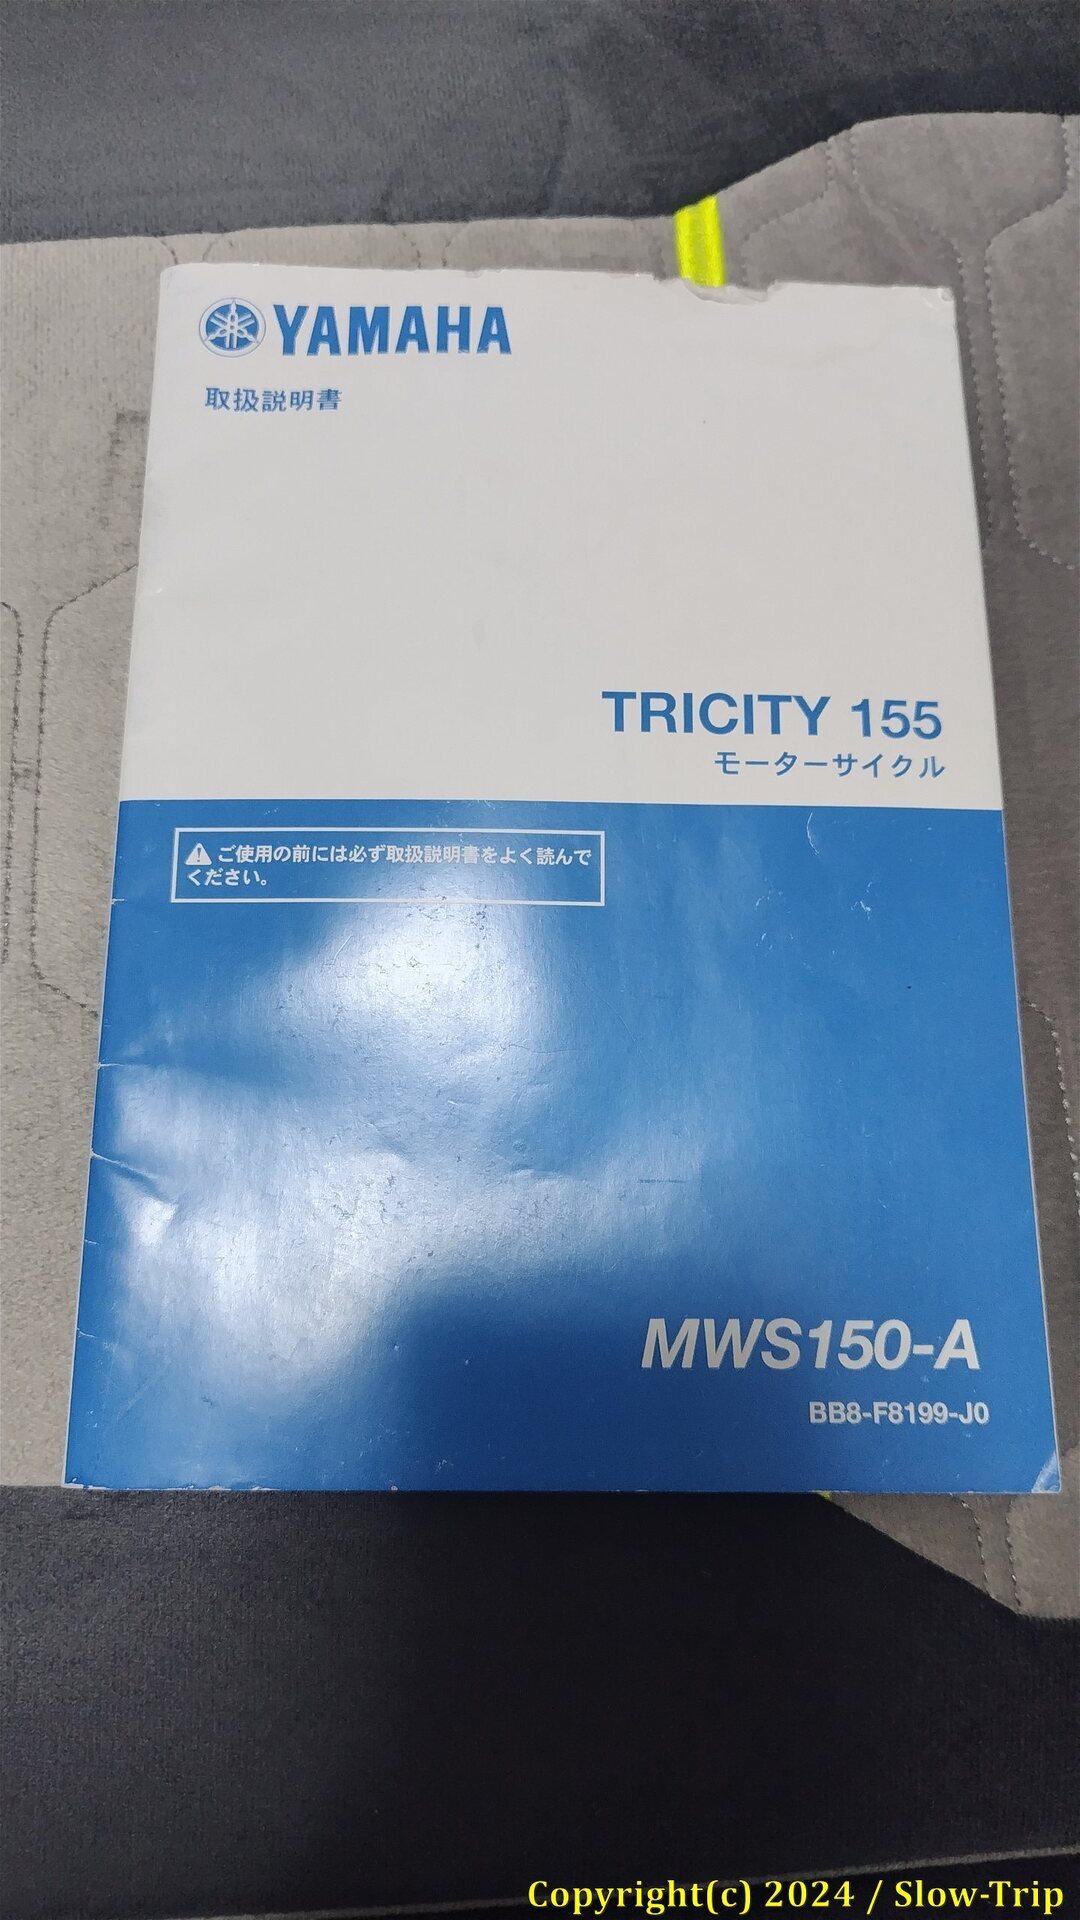 YAMAHA
取扱説明書
TRICITY 155
モーターサイクル
⚠ご使用の前には必ず取扱説明書をよく読んで
ください。
MWS150-A
BB8-F8199-J0
Copyright(c) 2024 / Slow-Trip